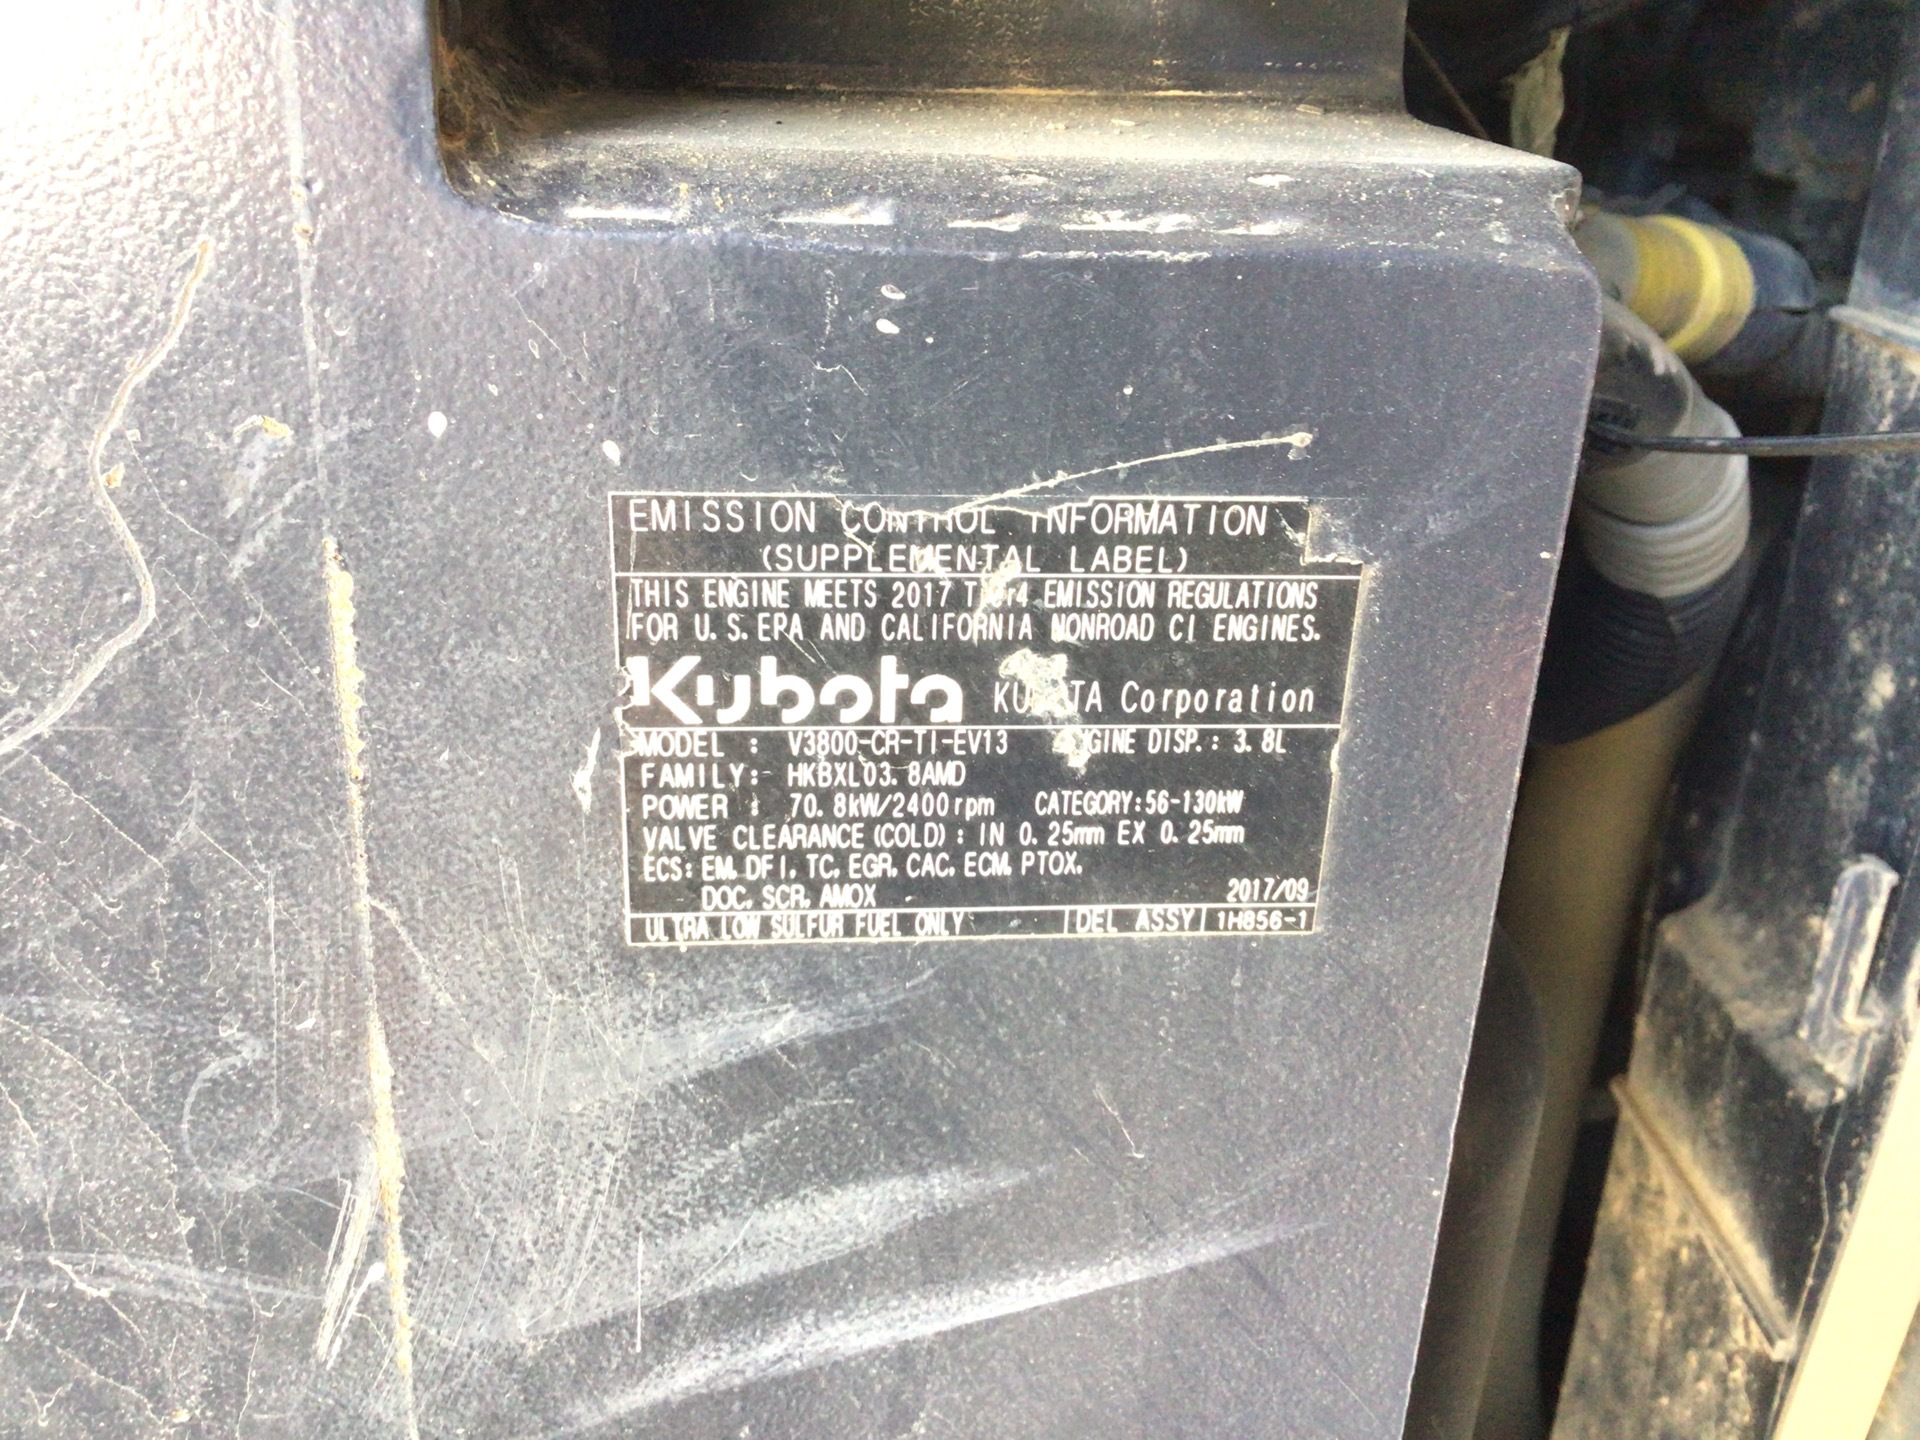 EMISSION CONTROL INFORMATION
(SUPPLEMENTAL LABEL)
THIS ENGINE MEETS 2017 Tier4 EMISSION REGULATIONS
FOR U.S.EPA AND CALIFORNIA NONROAD CI ENGINES.
Kubota KUBOTA Corporation
MODEL : V3800-CR-TI-EV13 ENGINE DISP.: 3.8L
FAMILY: HKBXL03.8AMD
POWER : 70.8kW/2400rpm CATEGORY:56-130kW
VALVE CLEARANCE(COLD): IN 0.25mm EX 0.25mm
ECS: EM, DFI, TC, EGR, CAC, ECM, PTOX,
DOC, SCR, AMOX 2017/09
ULTRA LOW SULFUR FUEL ONLY DEL ASSY 1H856-1